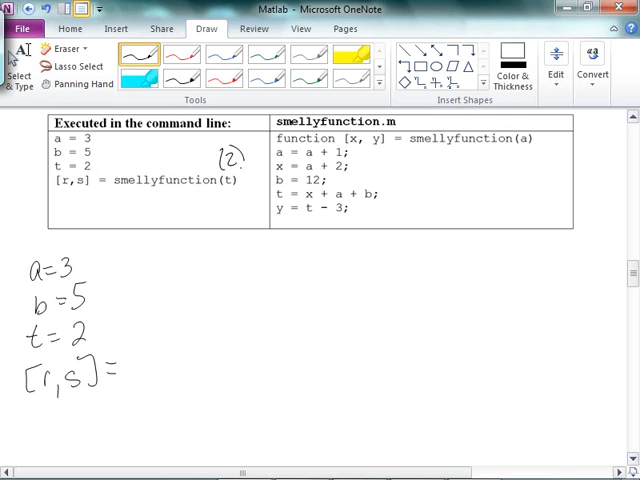 Matlab - Microsoft OneNote
File Home Insert Share Draw Review View Pages
Select & Type
Eraser
Lasso Select
Panning Hand
Color & Thickness
Edit
Convert
Tools
Insert Shapes
Executed in the command line:
a = 3
b = 5
t = 2
[r,s] = smellyfunction(t)
(2)
smellyfunction.m
function [x, y] = smellyfunction(a)
a = a + 1;
x = a + 2;
b = 12;
t = x + a + b;
y = t - 3;
a=3
b=5
t=2
[r,s]=